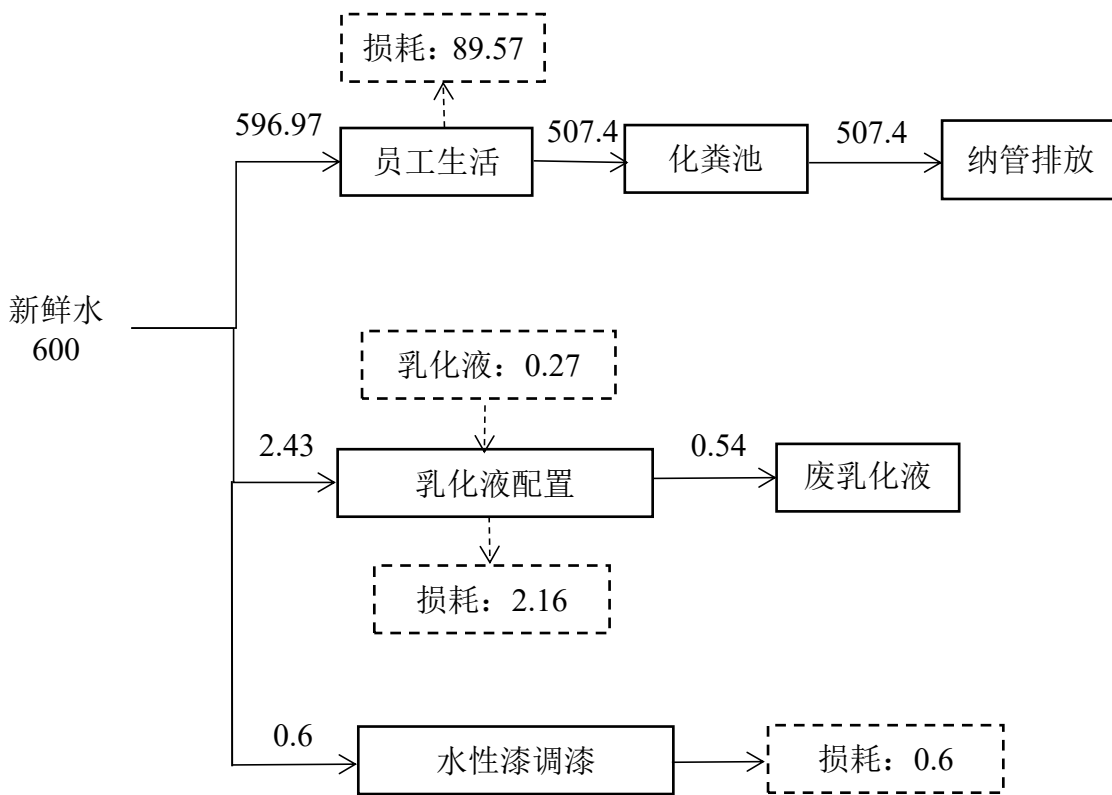 损耗：89.57
596.97
员工生活
507.4
化粪池
507.4
纳管排放
新鲜水
600
乳化液：0.27
2.43
乳化液配置
0.54
废乳化液
损耗：2.16
0.6
水性漆调漆
损耗：0.6